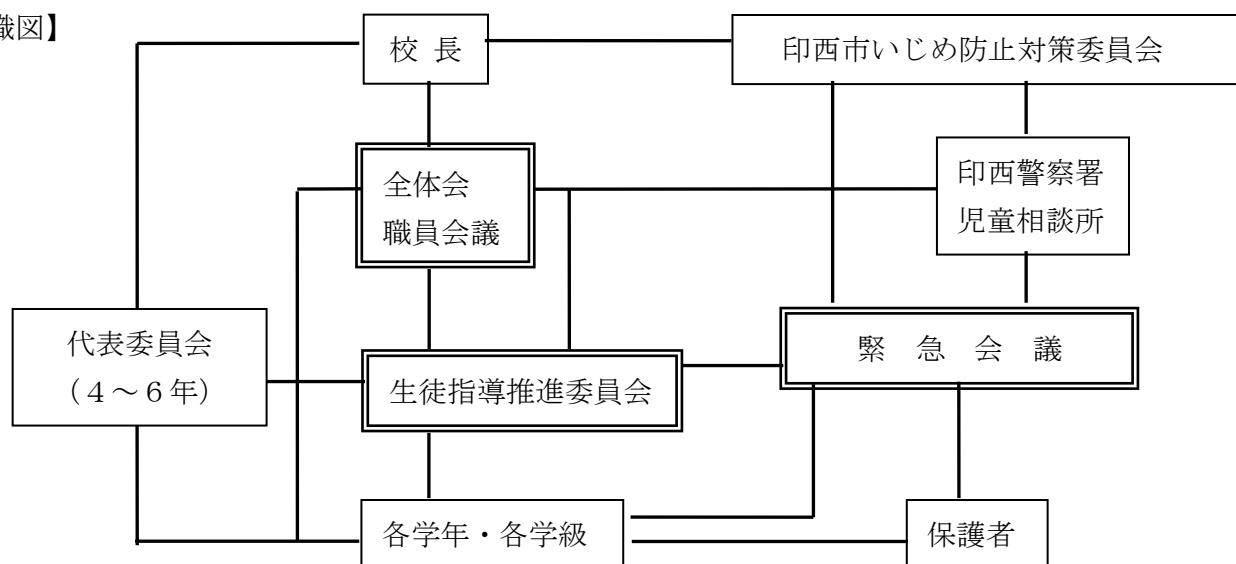 織図】
校 長
印西市いじめ防止対策委員会
全体会
職員会議
印西警察署
児童相談所
代表委員会
（４～６年）
緊 急 会 議
生徒指導推進委員会
各学年・各学級
保護者